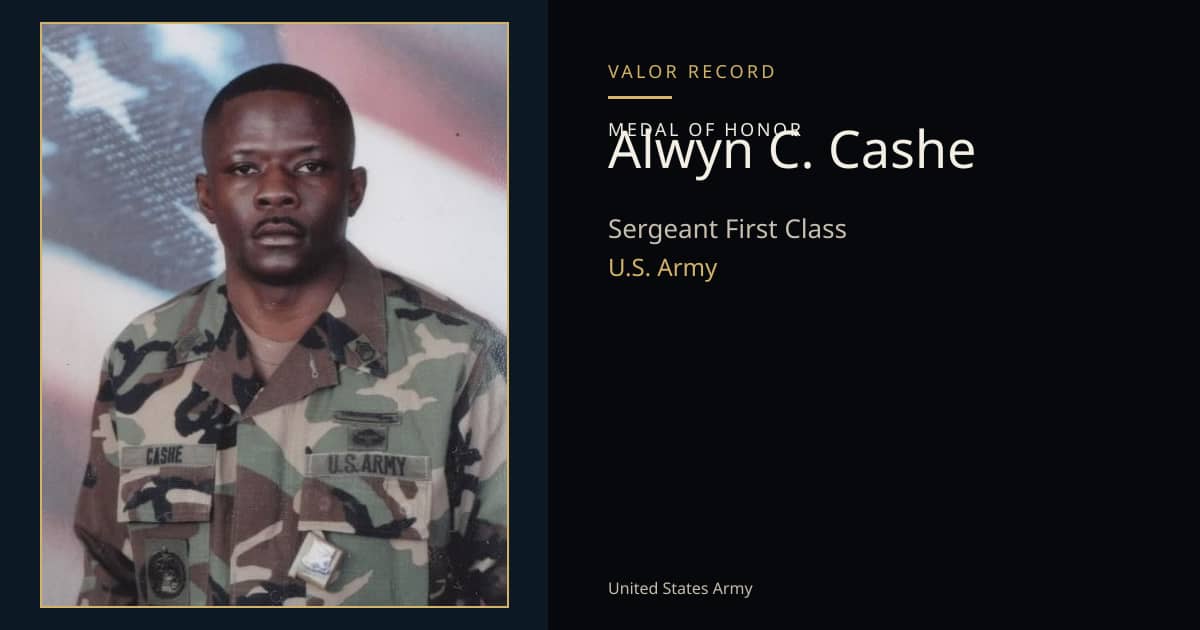 VALOR RECORD
MEDAL OF HONOR
Alwyn C. Cashe
Sergeant First Class
U.S. Army
CASHE
U.S. ARMY
United States Army